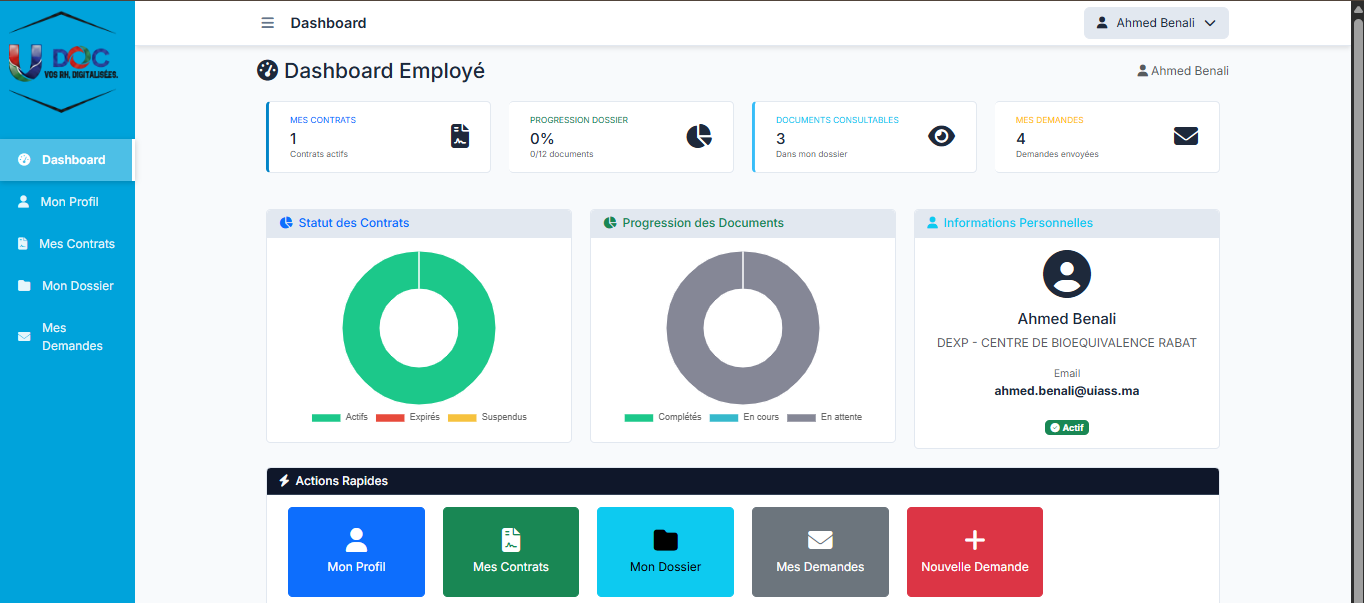 U DOC
VOS RH, DIGITALISÉES.
Dashboard
Mon Profil
Mes Contrats
Mon Dossier
Mes
Demandes
Dashboard
Ahmed Benali
Dashboard Employé
Ahmed Benali
MES CONTRATS
1
Contrats actifs
PROGRESSION DOSSIER
0%
0/12 documents
DOCUMENTS CONSULTABLES
3
Dans mon dossier
MES DEMANDES
4
Demandes envoyées
Statut des Contrats
Actifs Expirés Suspendus
Progression des Documents
Complétés En cours En attente
Informations Personnelles
Ahmed Benali
DEXP - CENTRE DE BIOEQUIVALENCE RABAT
Email
ahmed.benali@uiass.ma
Actif
Actions Rapides
Mon Profil
Mes Contrats
Mon Dossier
Mes Demandes
Nouvelle Demande